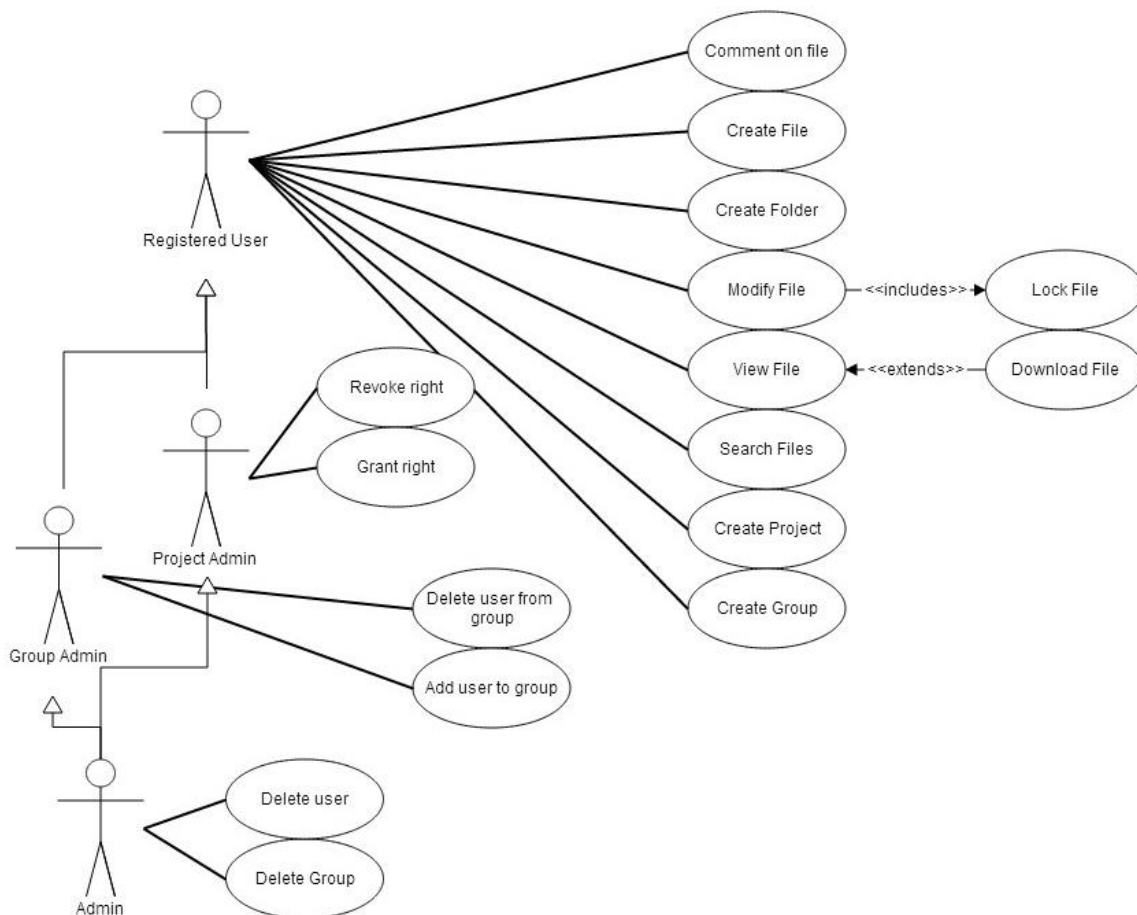 Comment on file
Create File
Registered User
Create Folder
Modify File
<<includes>>
Lock File
View File
<<extends>>
Download File
Revoke right
Search Files
Grant right
Create Project
Project Admin
Delete user from
group
Create Group
Group Admin
Add user to group
Delete user
Delete Group
Admin